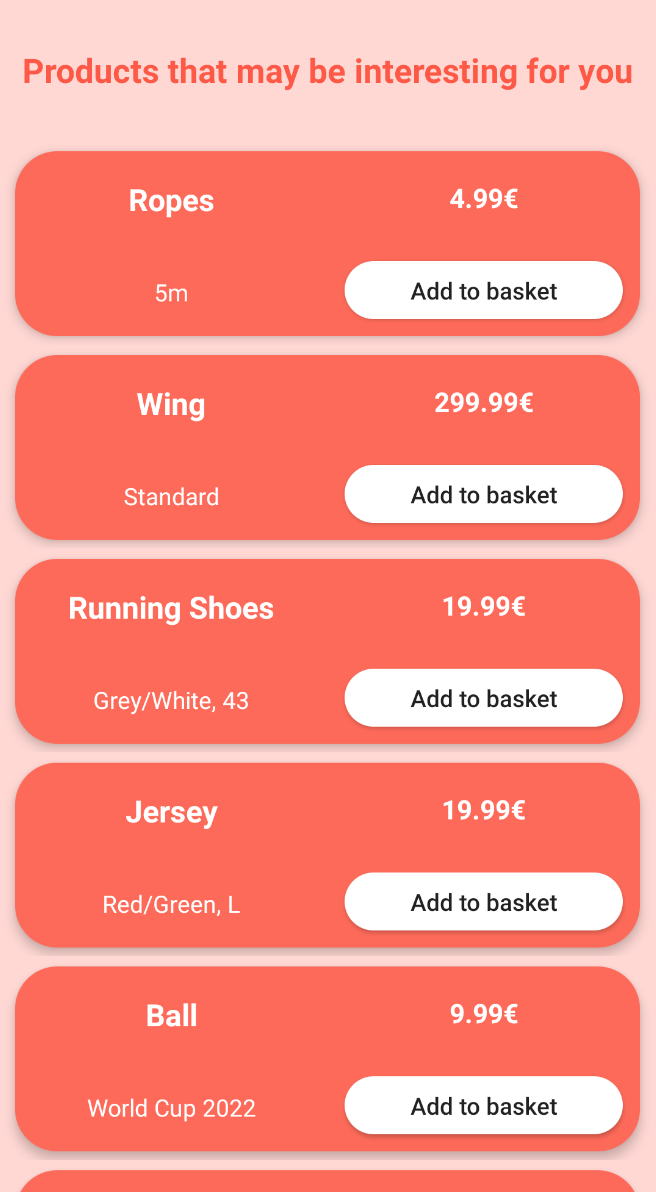 Products that may be interesting for you
Ropes
4.99€
5m
Add to basket
Wing
299.99€
Standard
Add to basket
Running Shoes
19.99€
Grey/White, 43
Add to basket
Jersey
19.99€
Red/Green, L
Add to basket
Ball
9.99€
World Cup 2022
Add to basket